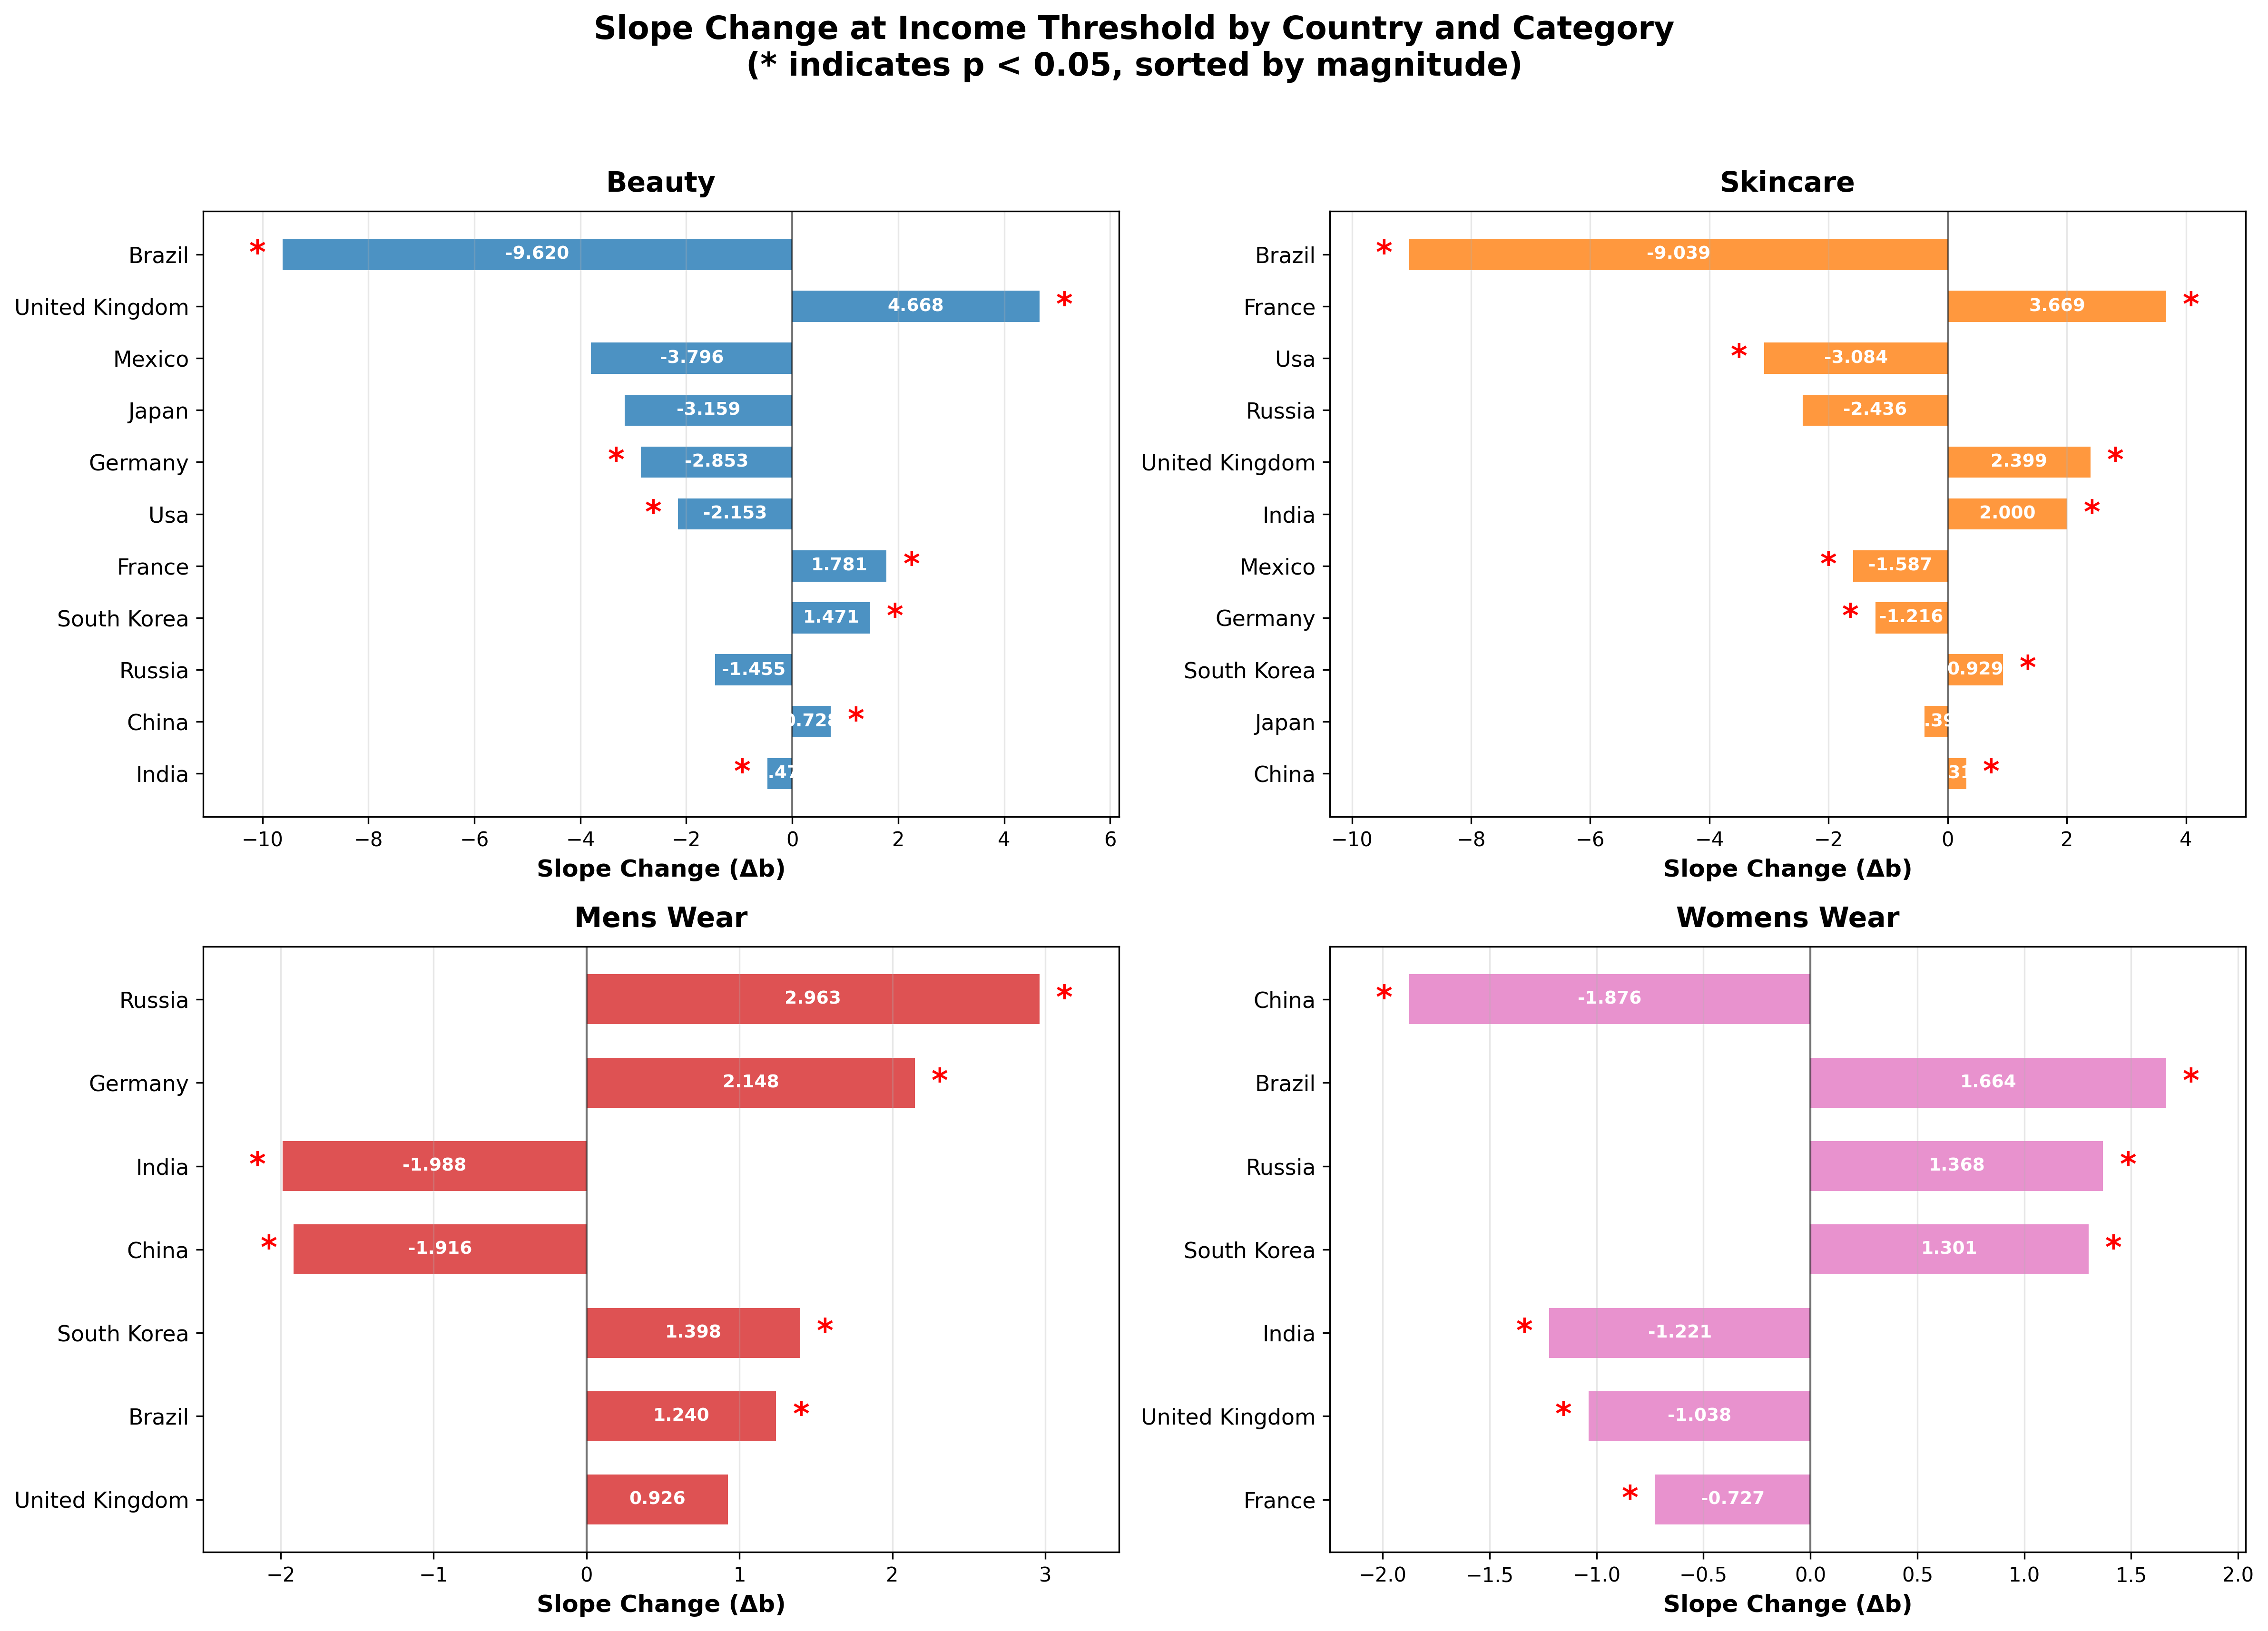 Slope Change at Income Threshold by Country and Category
(* indicates p < 0.05, sorted by magnitude)
Beauty
Brazil * -9.620
United Kingdom 4.668 *
Mexico -3.796
Japan -3.159
Germany * -2.853
Usa * -2.153
France 1.781 *
South Korea 1.471 *
Russia -1.455
China 0.728 *
India *
−10 −8 −6 −4 −2 0 2 4 6
Slope Change (Δb)
Skincare
Brazil * -9.039
France 3.669 *
Usa * -3.084
Russia -2.436
United Kingdom 2.399 *
India 2.000 *
Mexico * -1.587
Germany * -1.216
South Korea 0.929 *
Japan
China *
−10 −8 −6 −4 −2 0 2 4
Slope Change (Δb)
Mens Wear
Russia 2.963 *
Germany 2.148 *
India * -1.988
China * -1.916
South Korea 1.398 *
Brazil 1.240 *
United Kingdom 0.926
−2 −1 0 1 2 3
Slope Change (Δb)
Womens Wear
China * -1.876
Brazil 1.664 *
Russia 1.368 *
South Korea 1.301 *
India * -1.221
United Kingdom * -1.038
France * -0.727
−2.0 −1.5 −1.0 −0.5 0.0 0.5 1.0 1.5 2.0
Slope Change (Δb)